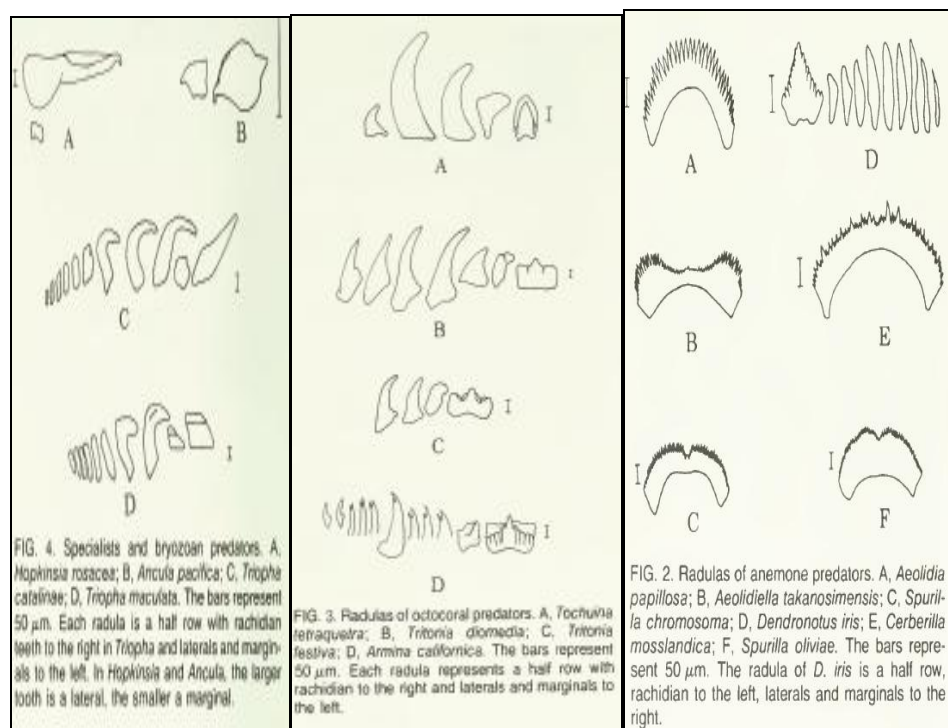 A
B
C
D
FIG. 4. Specialists and bryozoan predators. A,
Hopkinsia rosacea; B, Ancula pacifica; C, Triopha
catalinae; D, Triopha maculata. The bars represent
50 µm. Each radula is a half row with rachidian
teeth to the right in Triopha and laterals and margin-
als to the left. In Hopkinsia and Ancula, the larger
tooth is a lateral, the smaller a marginal.
A
B
C
D
FIG. 3. Radulas of octocoral predators. A, Tochuina
tetraquetra; B, Tritonia diomedia; C, Tritonia
festiva; D, Armina californica. The bars represent
50 µm. Each radula represents a half row with
rachidian to the right and laterals and marginals to
the left.
A
D
B
E
C
F
FIG. 2. Radulas of anemone predators. A, Aeolidia
papillosa; B, Aeolidiella takanosimensis; C, Spuril-
la chromosoma; D, Dendronotus iris; E, Cerberilla
mosslandica; F, Spurilla oliviae. The bars repre-
sent 50 µm. The radula of D. iris is a half row,
rachidian to the left, laterals and marginals to the
right.